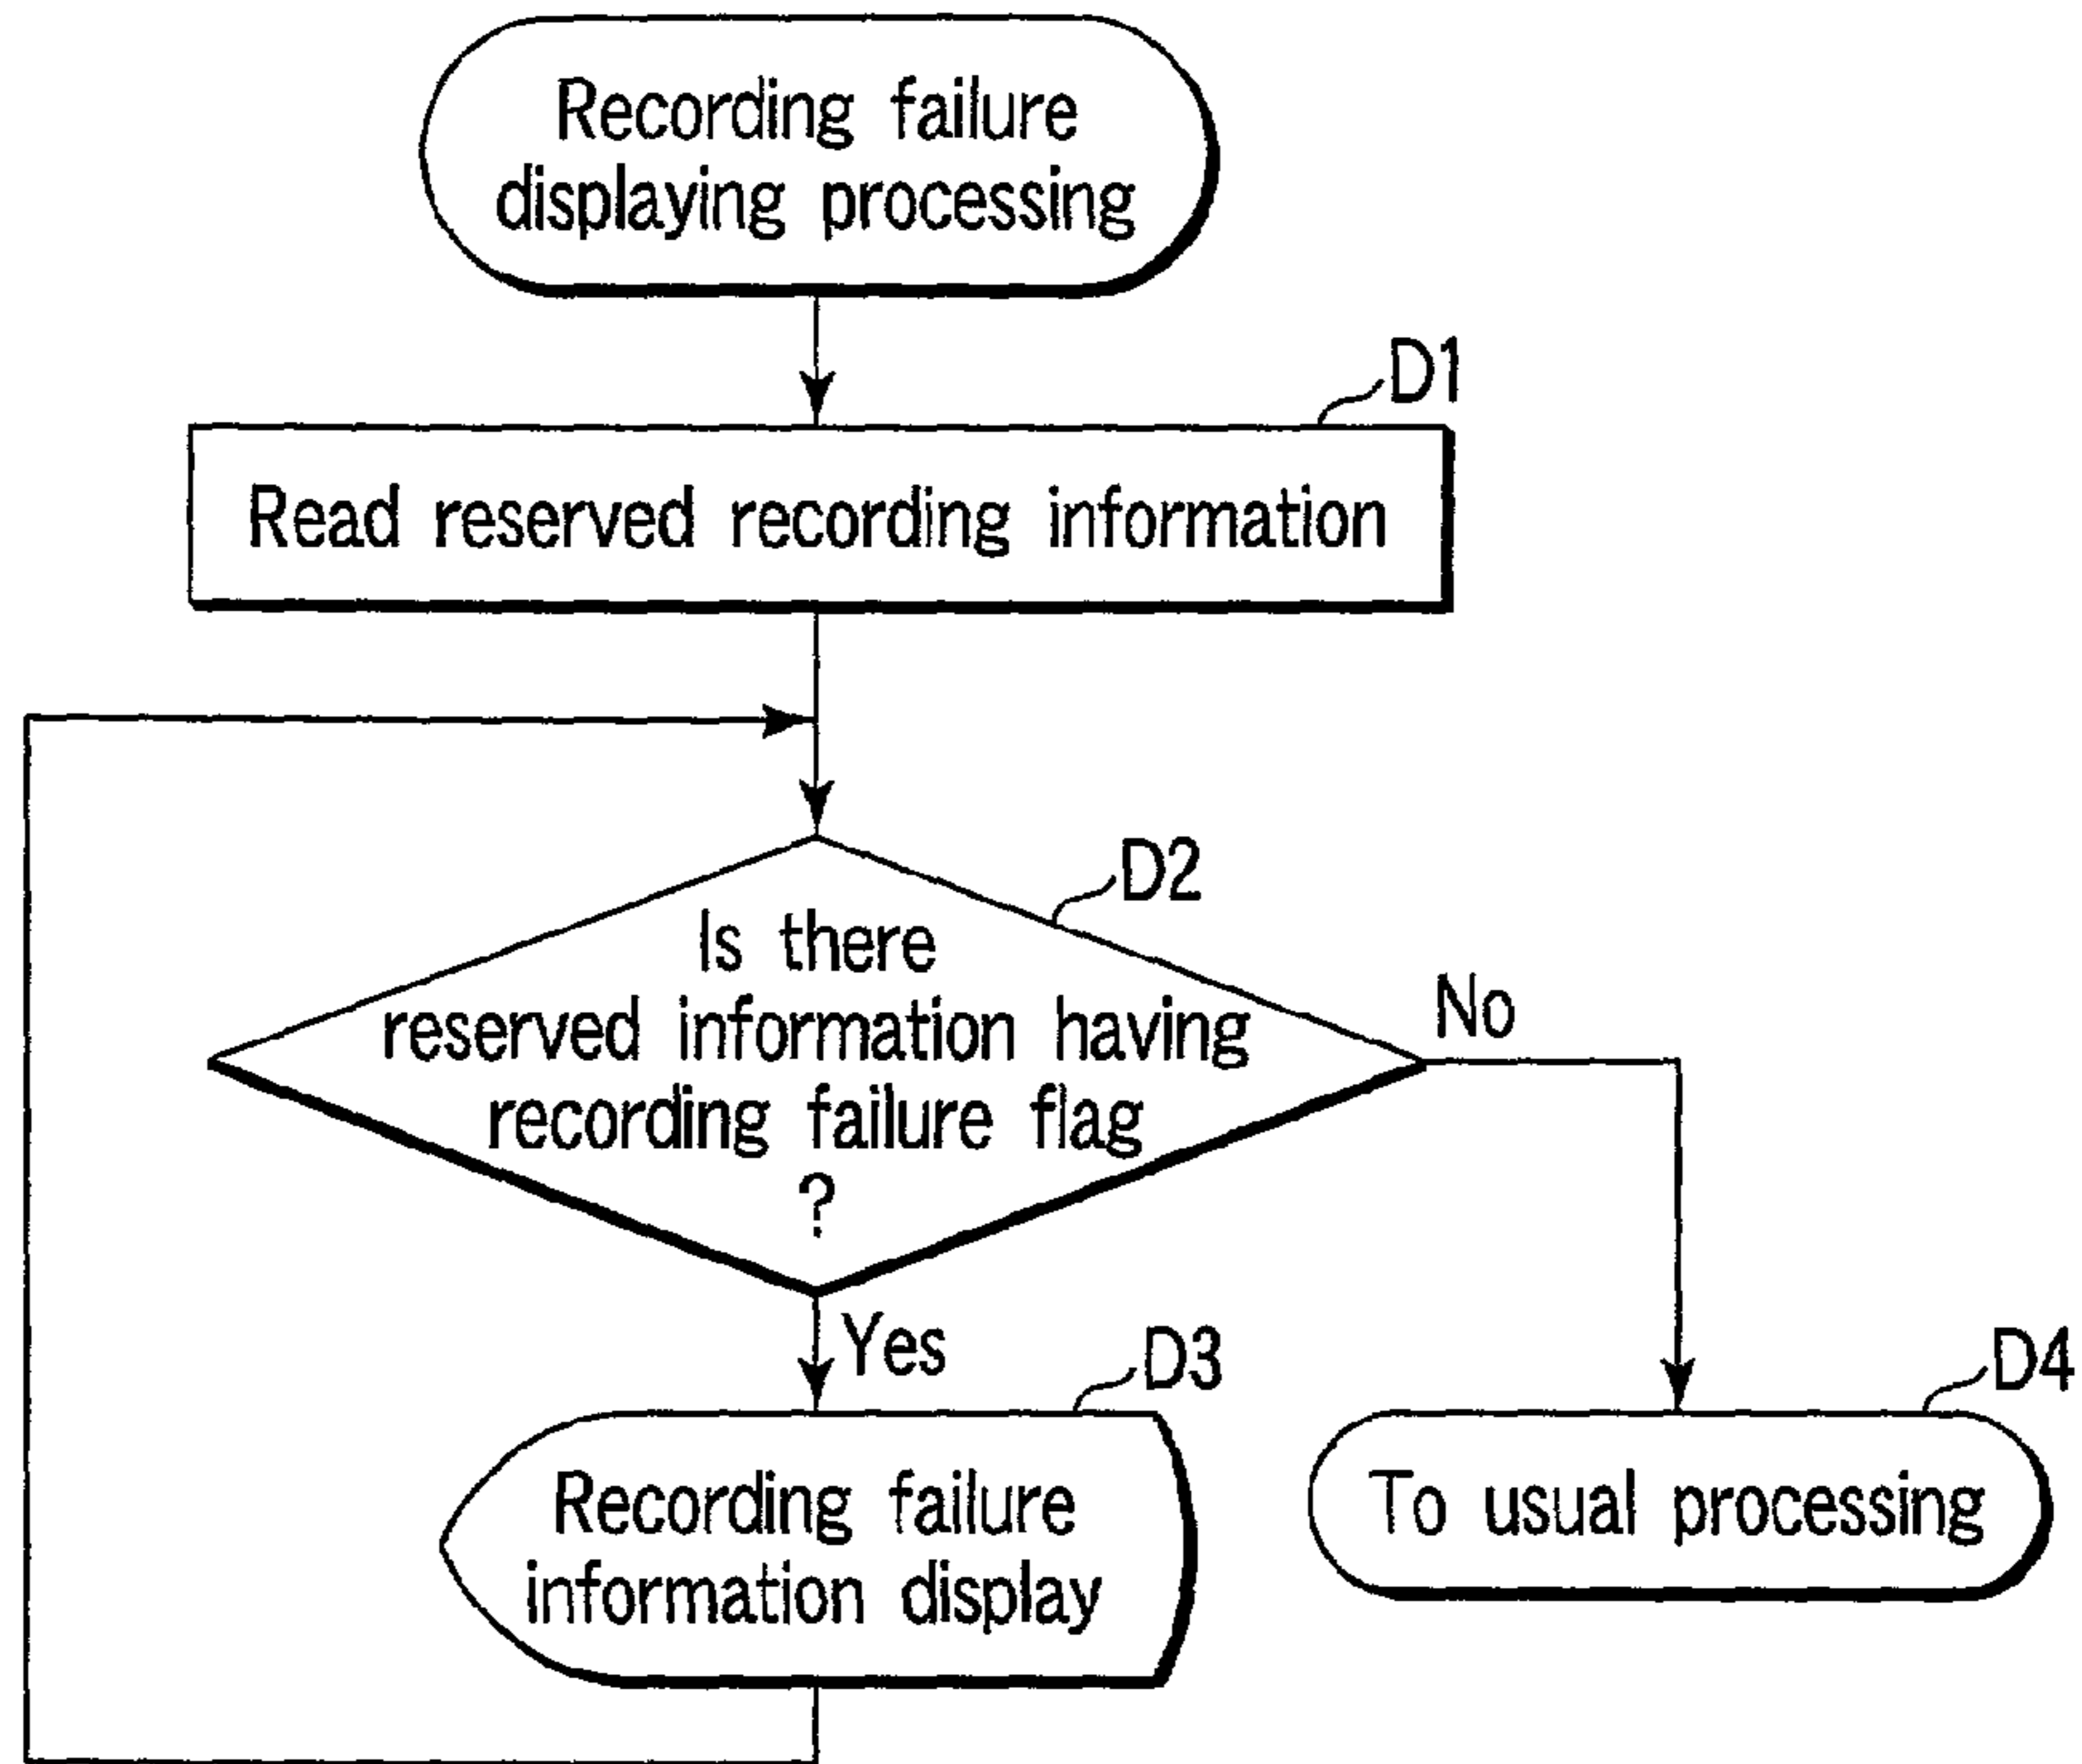 Recording failure
displaying processing
D1
Read reserved recording information
D2
Is there
reserved information having
recording failure flag
?
No
Yes
D3
Recording failure
information display
D4
To usual processing